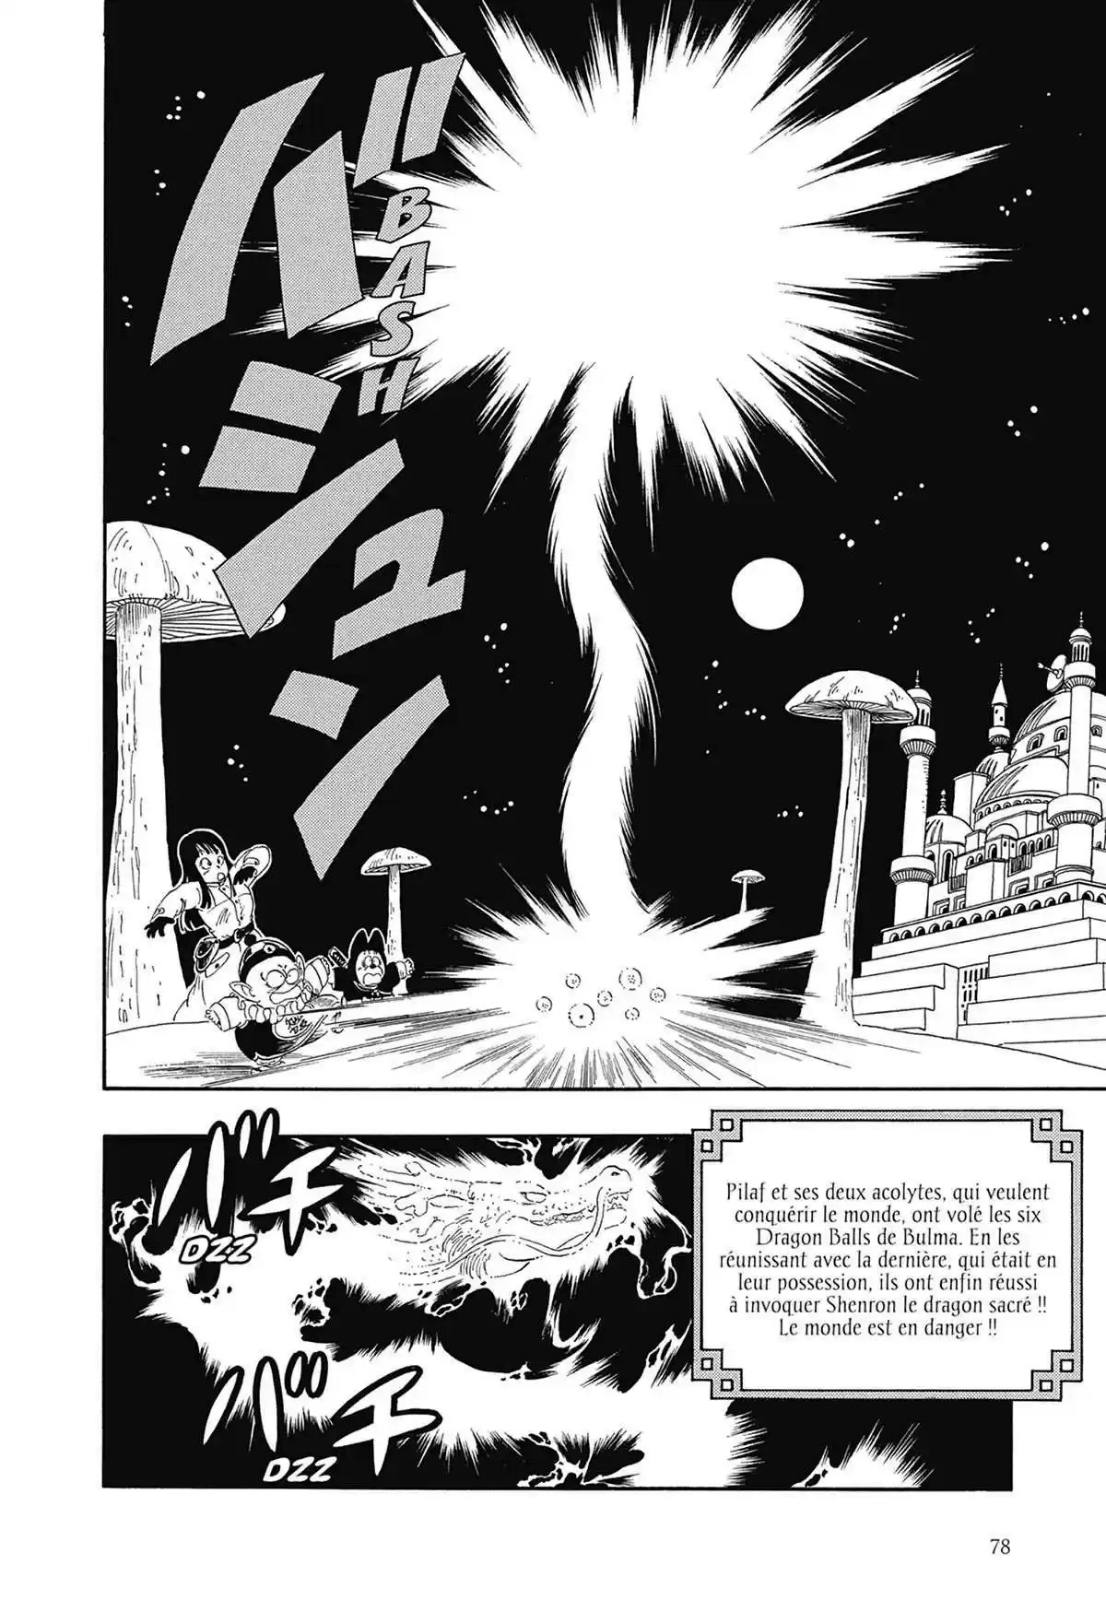 バシュン
BASH
バチ
DZZ
Pilaf et ses deux acolytes, qui veulent
conquérir le monde, ont volé les six
Dragon Balls de Bulma. En les
réunissant avec la dernière, qui était en
leur possession, ils ont enfin réussi
à invoquer Shenron le dragon sacré !!
Le monde est en danger !!
バチ
DZZ
78